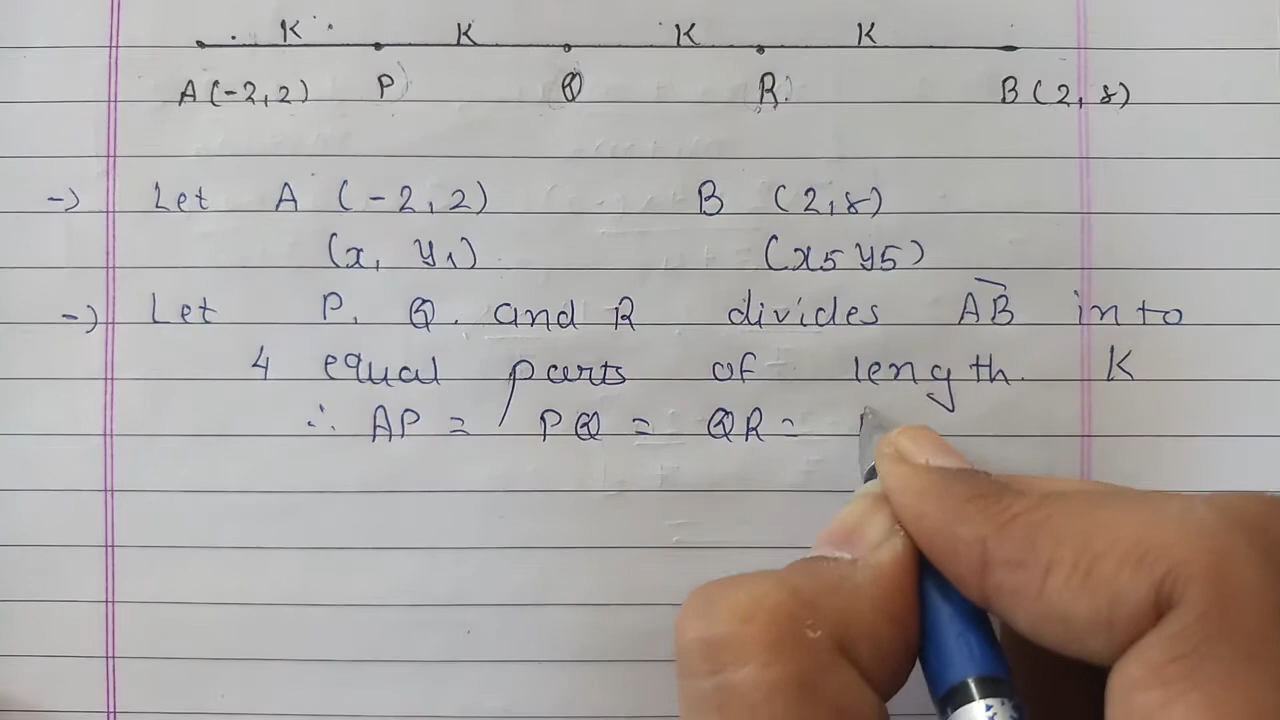 K K K K
A(-2,2) P Q R B(2,8)
-> Let A (-2,2) B (2,8)
(x, y1) (x5 y5)
-> Let P, Q. and R divides AB into
4 equal parts of length. K
∴ AP = PQ = QR =